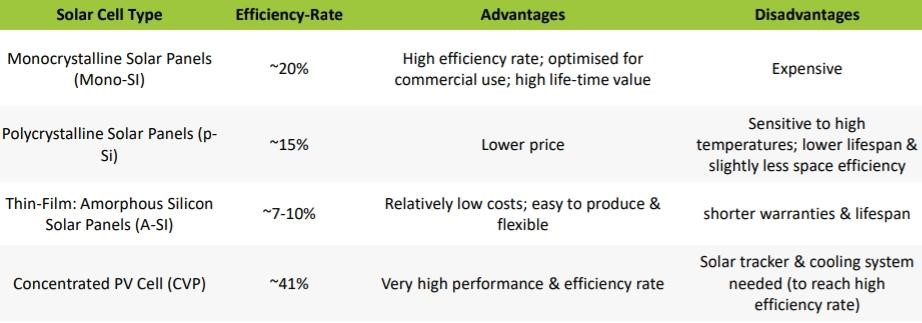 Solar Cell Type Efficiency-Rate Advantages Disadvantages
Monocrystalline Solar Panels
(Mono-SI)
~20%
High efficiency rate; optimised for
commercial use; high life-time value
Expensive
Polycrystalline Solar Panels (p-
Si)
~15%
Lower price
Sensitive to high
temperatures; lower lifespan &
slightly less space efficiency
Thin-Film: Amorphous Silicon
Solar Panels (A-SI)
~7-10%
Relatively low costs; easy to produce &
flexible
shorter warranties & lifespan
Concentrated PV Cell (CVP)
~41%
Very high performance & efficiency rate
Solar tracker & cooling system
needed (to reach high
efficiency rate)